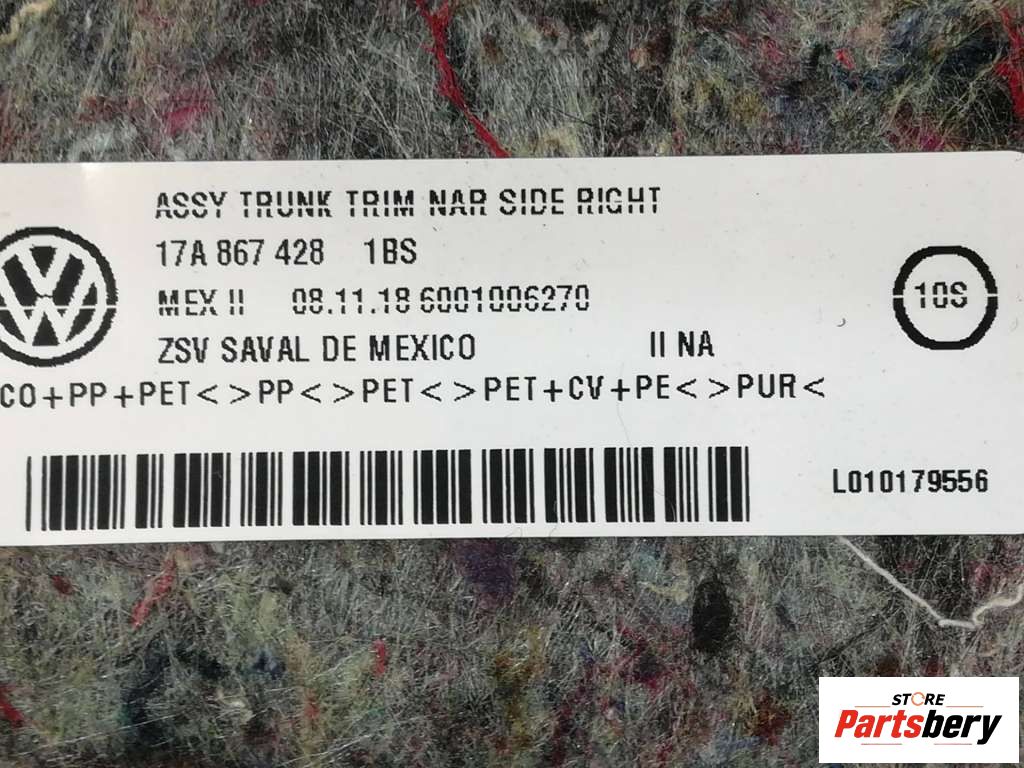 ASSY TRUNK TRIM NAR SIDE RIGHT
17A 867 428 1BS
MEX II 08.11.18 6001006270
10S
ZSV SAVAL DE MEXICO II NA
CO+PP+PET<>PP<>PET<>PET+CV+PE<>PUR<
L010179556
STORE
Partsbery